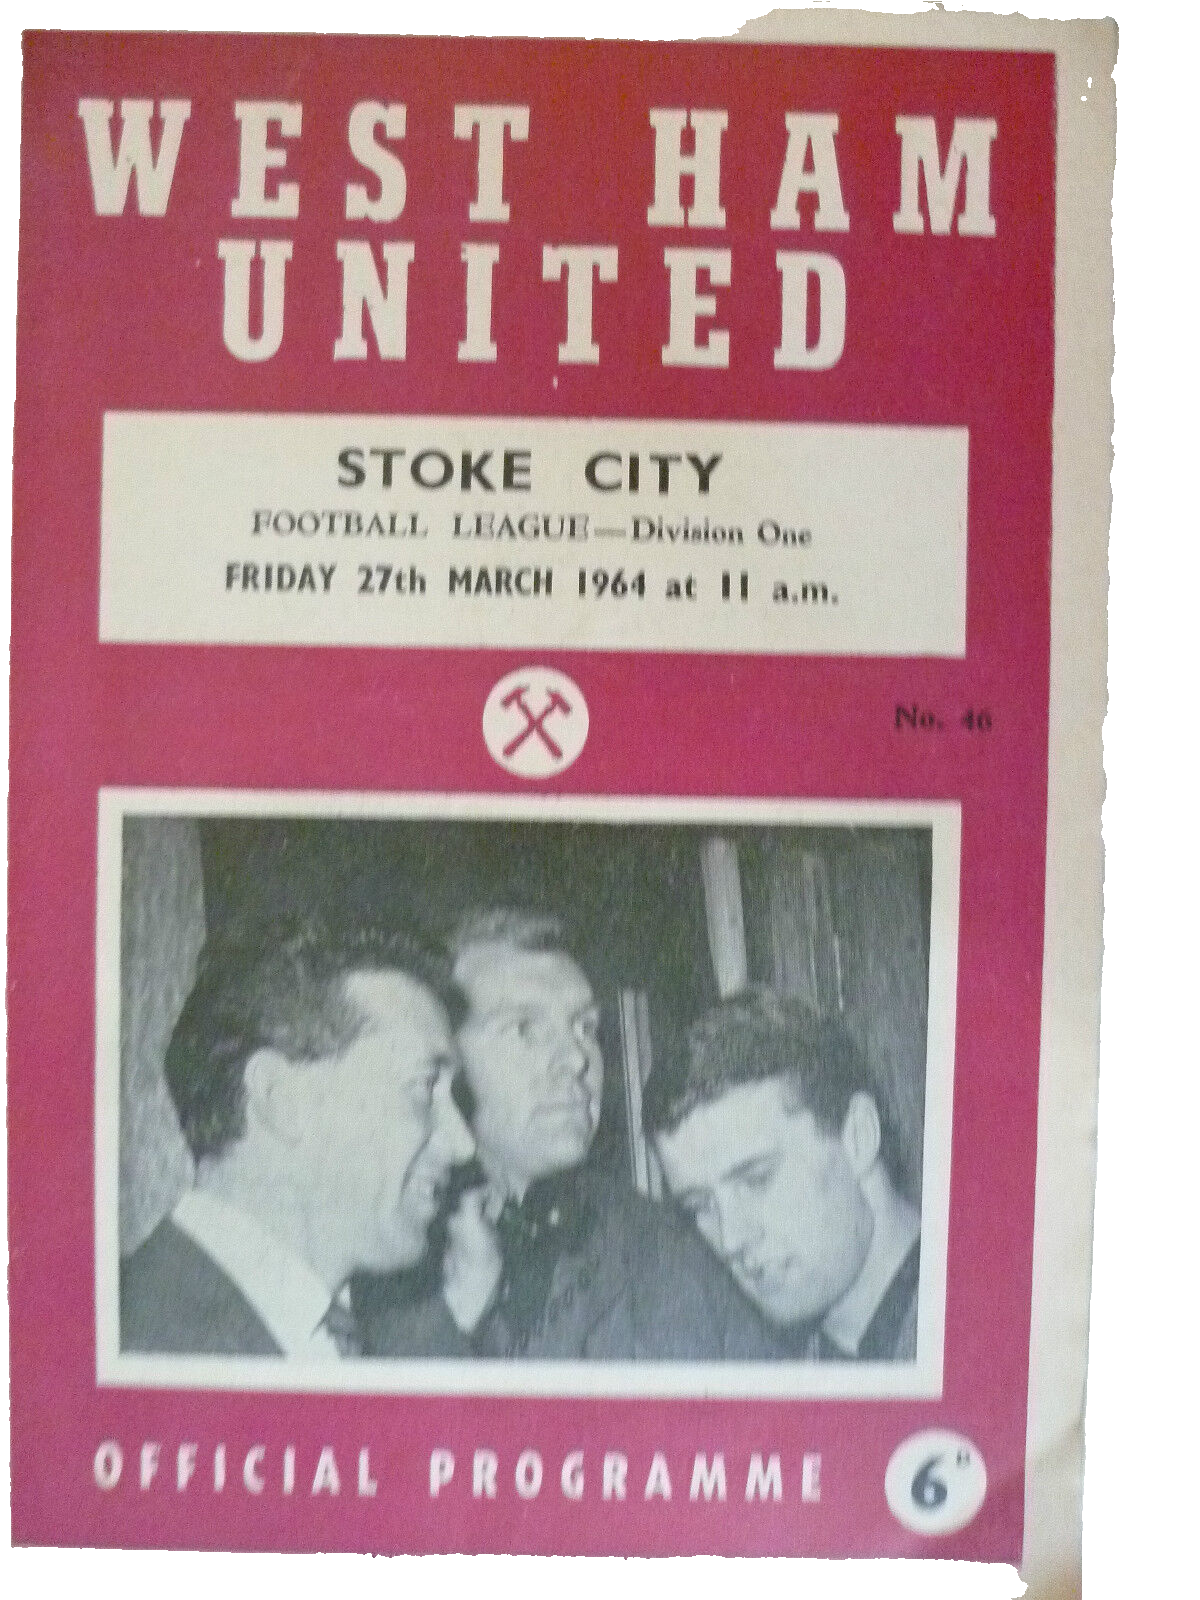 WEST HAM
UNITED
STOKE CITY
FOOTBALL LEAGUE—Division One
FRIDAY 27th MARCH 1964 at 11 a.m.
No. 46
OFFICIAL PROGRAMME
6D